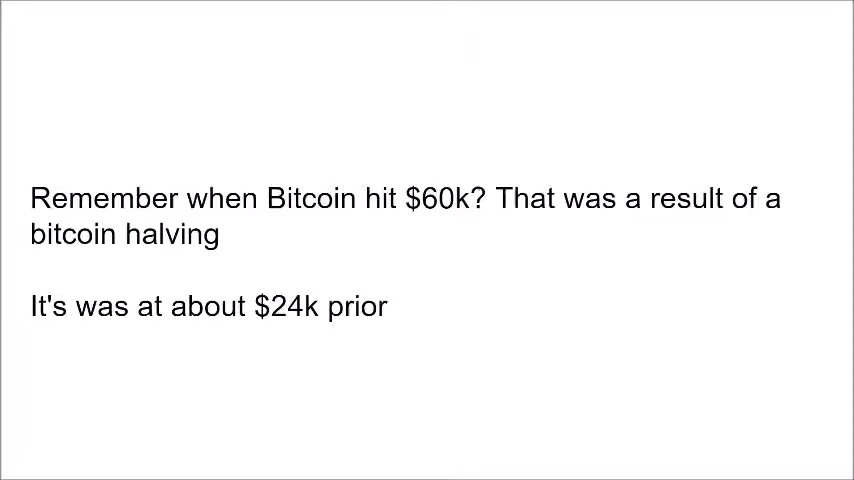 Remember when Bitcoin hit $60k? That was a result of a
bitcoin halving
It's was at about $24k prior